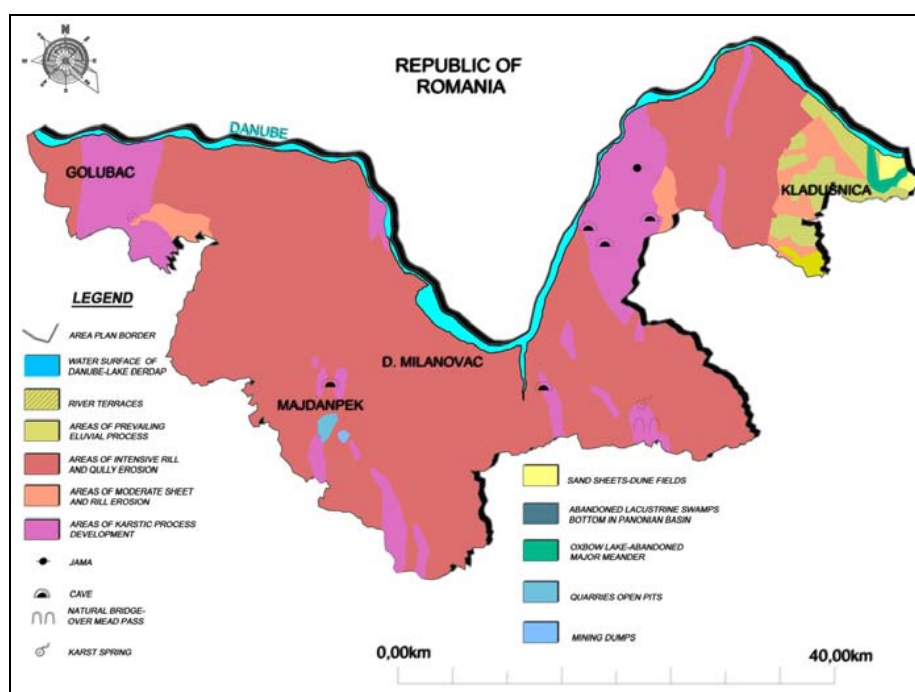 N
REPUBLIC OF
ROMANIA
DANUBE
GOLUBAC
KLADUŠNICA
D. MILANOVAC
MAJDANPEK
LEGEND
AREA PLAN BORDER
WATER SURFACE OF
DANUBE-LAKE DERDAP
RIVER TERRACES
AREAS OF PREVAILING
ELUVIAL PROCESS
AREAS OF INTENSIVE RILL
AND QULLY EROSION
AREAS OF MODERATE SHEET
AND RILL EROSION
AREAS OF KARSTIC PROCESS
DEVELOPMENT
JAMA
CAVE
NATURAL BRIDGE-
OVER MEAD PASS
KARST SPRING
SAND SHEETS-DUNE FIELDS
ABANDONED LACUSTRINE SWAMPS
BOTTOM IN PANONIAN BASIN
OXBOW LAKE-ABANDONED
MAJOR MEANDER
QUARRIES OPEN PITS
MINING DUMPS
0,00km
40,00km